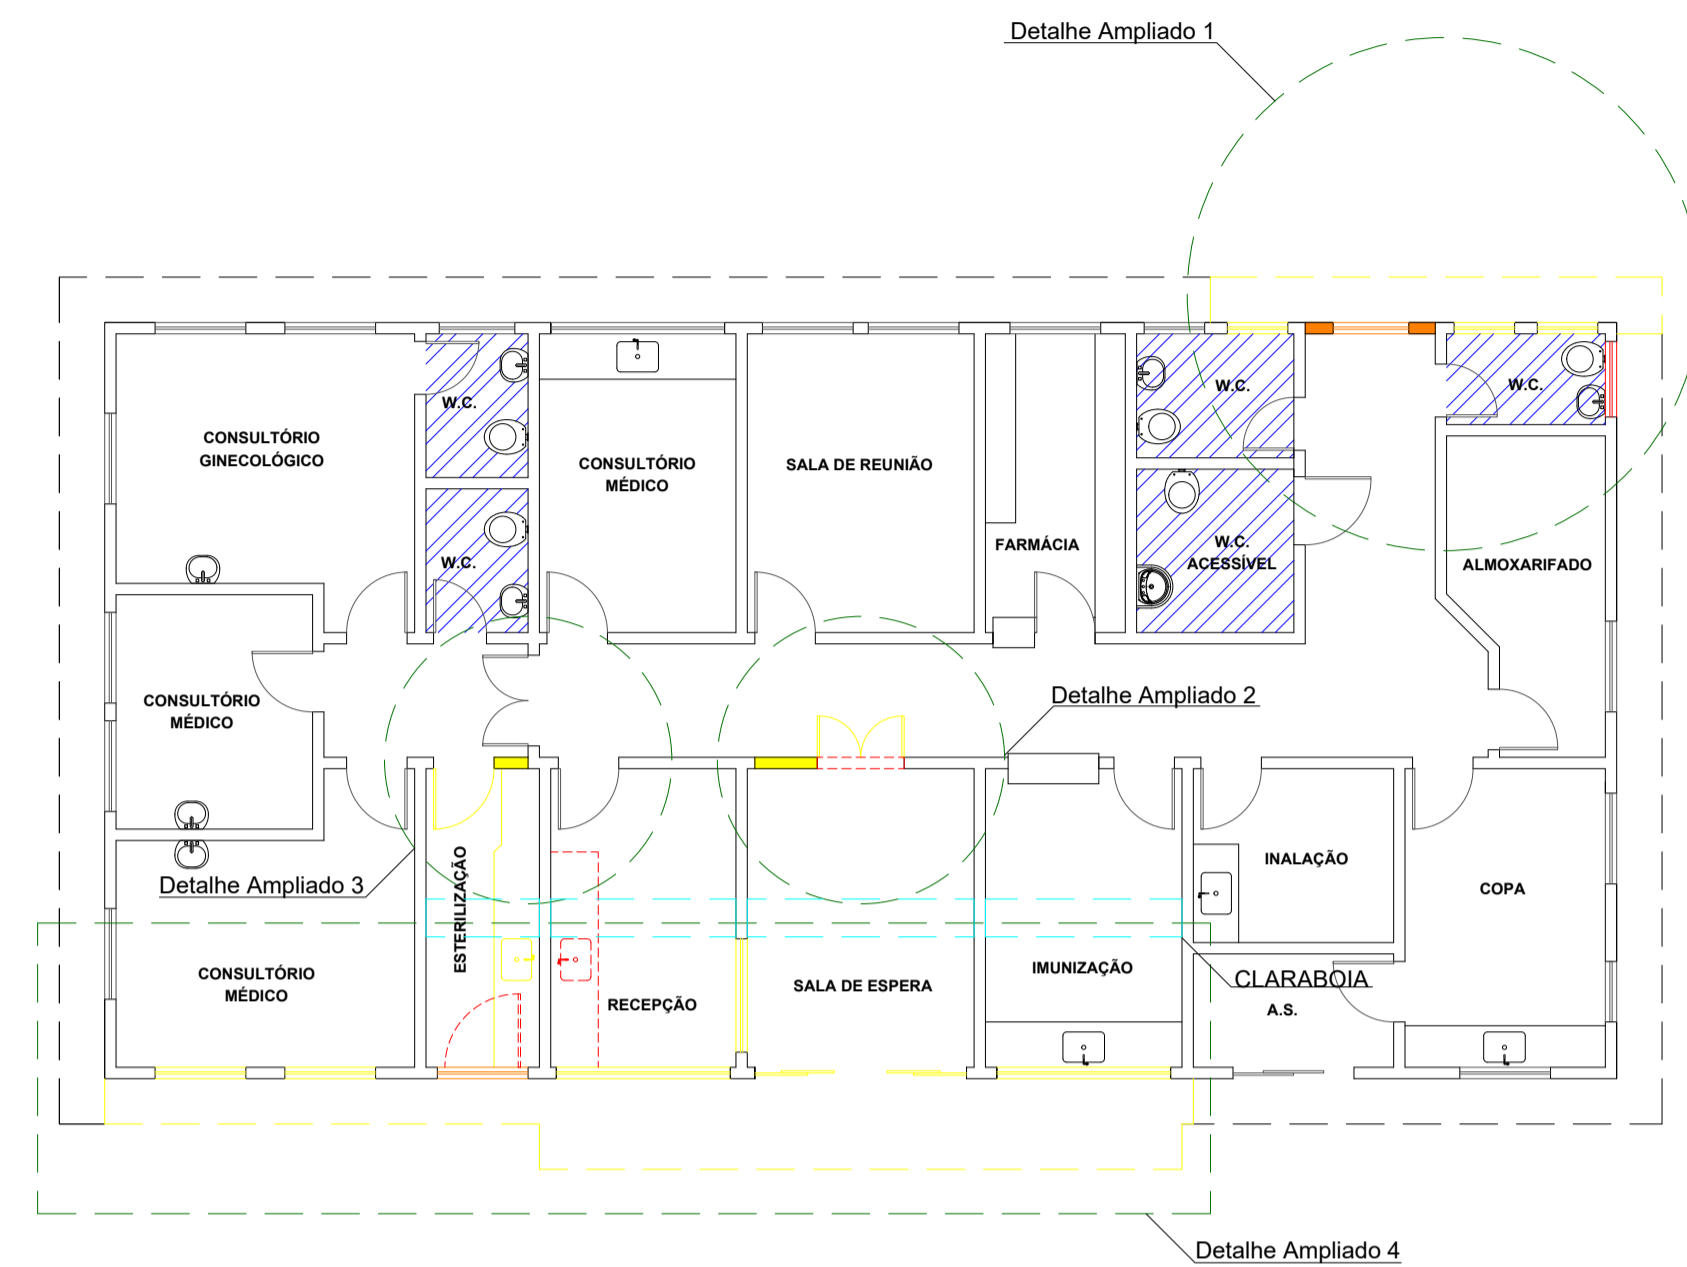 Detalhe Ampliado 1
CONSULTÓRIO
GINECOLÓGICO
W.C.
CONSULTÓRIO
MÉDICO
SALA DE REUNIÃO
W.C.
W.C.
W.C.
FARMÁCIA
W.C.
ACESSÍVEL
ALMOXARIFADO
CONSULTÓRIO
MÉDICO
Detalhe Ampliado 2
Detalhe Ampliado 3
ESTERILIZAÇÃO
INALAÇÃO
COPA
CONSULTÓRIO
MÉDICO
RECEPÇÃO
SALA DE ESPERA
IMUNIZAÇÃO
CLARABOIA
A.S.
Detalhe Ampliado 4